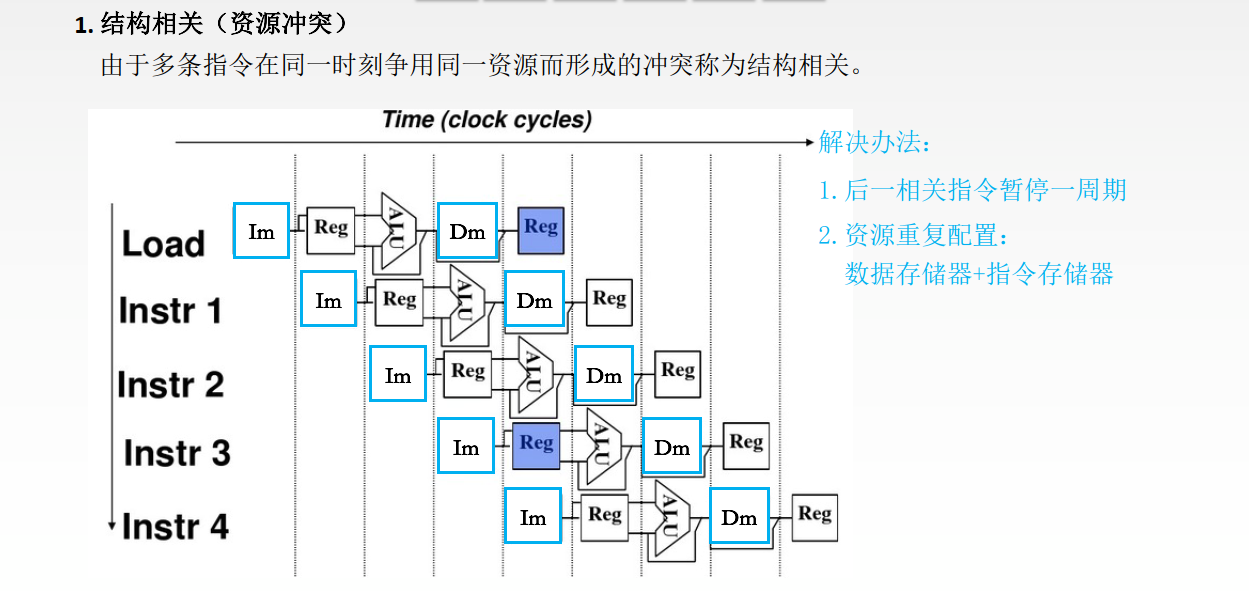 1. 结构相关（资源冲突）
由于多条指令在同一时刻争用同一资源而形成的冲突称为结构相关。
Time (clock cycles)
解决办法：
1. 后一相关指令暂停一周期
2. 资源重复配置：
数据存储器+指令存储器
Load Im Reg ALU Dm Reg
Instr 1 Im Reg ALU Dm Reg
Instr 2 Im Reg ALU Dm Reg
Instr 3 Im Reg ALU Dm Reg
Instr 4 Im Reg ALU Dm Reg